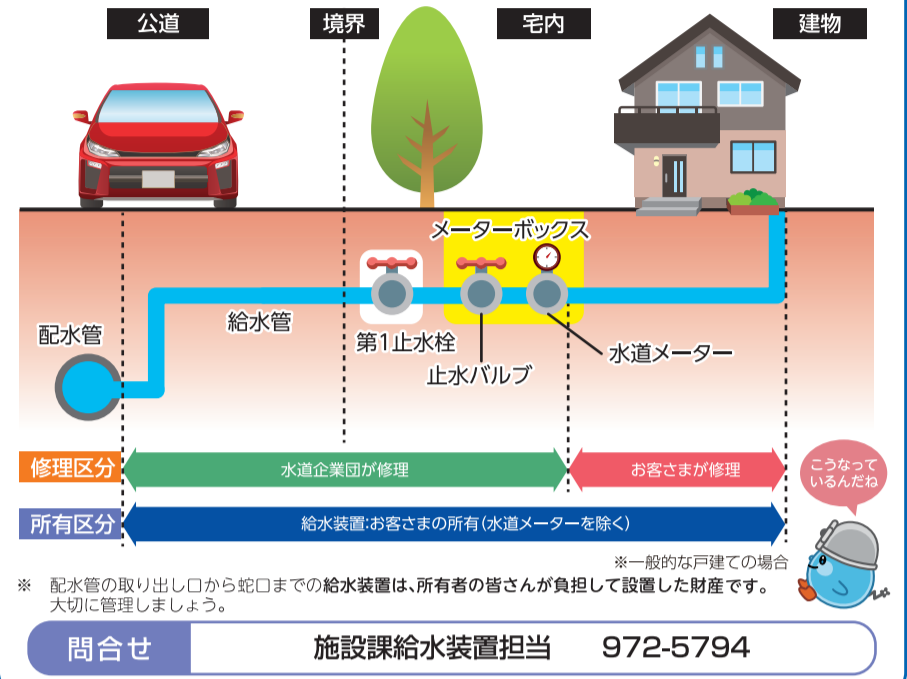 公道
境界
宅内
建物
メーターボックス
配水管
給水管
第1止水栓
止水バルブ
水道メーター
修理区分
水道企業団が修理
お客さまが修理
こうなって
いるんだね
所有区分
給水装置:お客さまの所有(水道メーターを除く)
※一般的な戸建ての場合
※ 配水管の取り出し口から蛇口までの給水装置は、所有者の皆さんが負担して設置した財産です。
大切に管理しましょう。
問合せ 施設課給水装置担当 972-5794